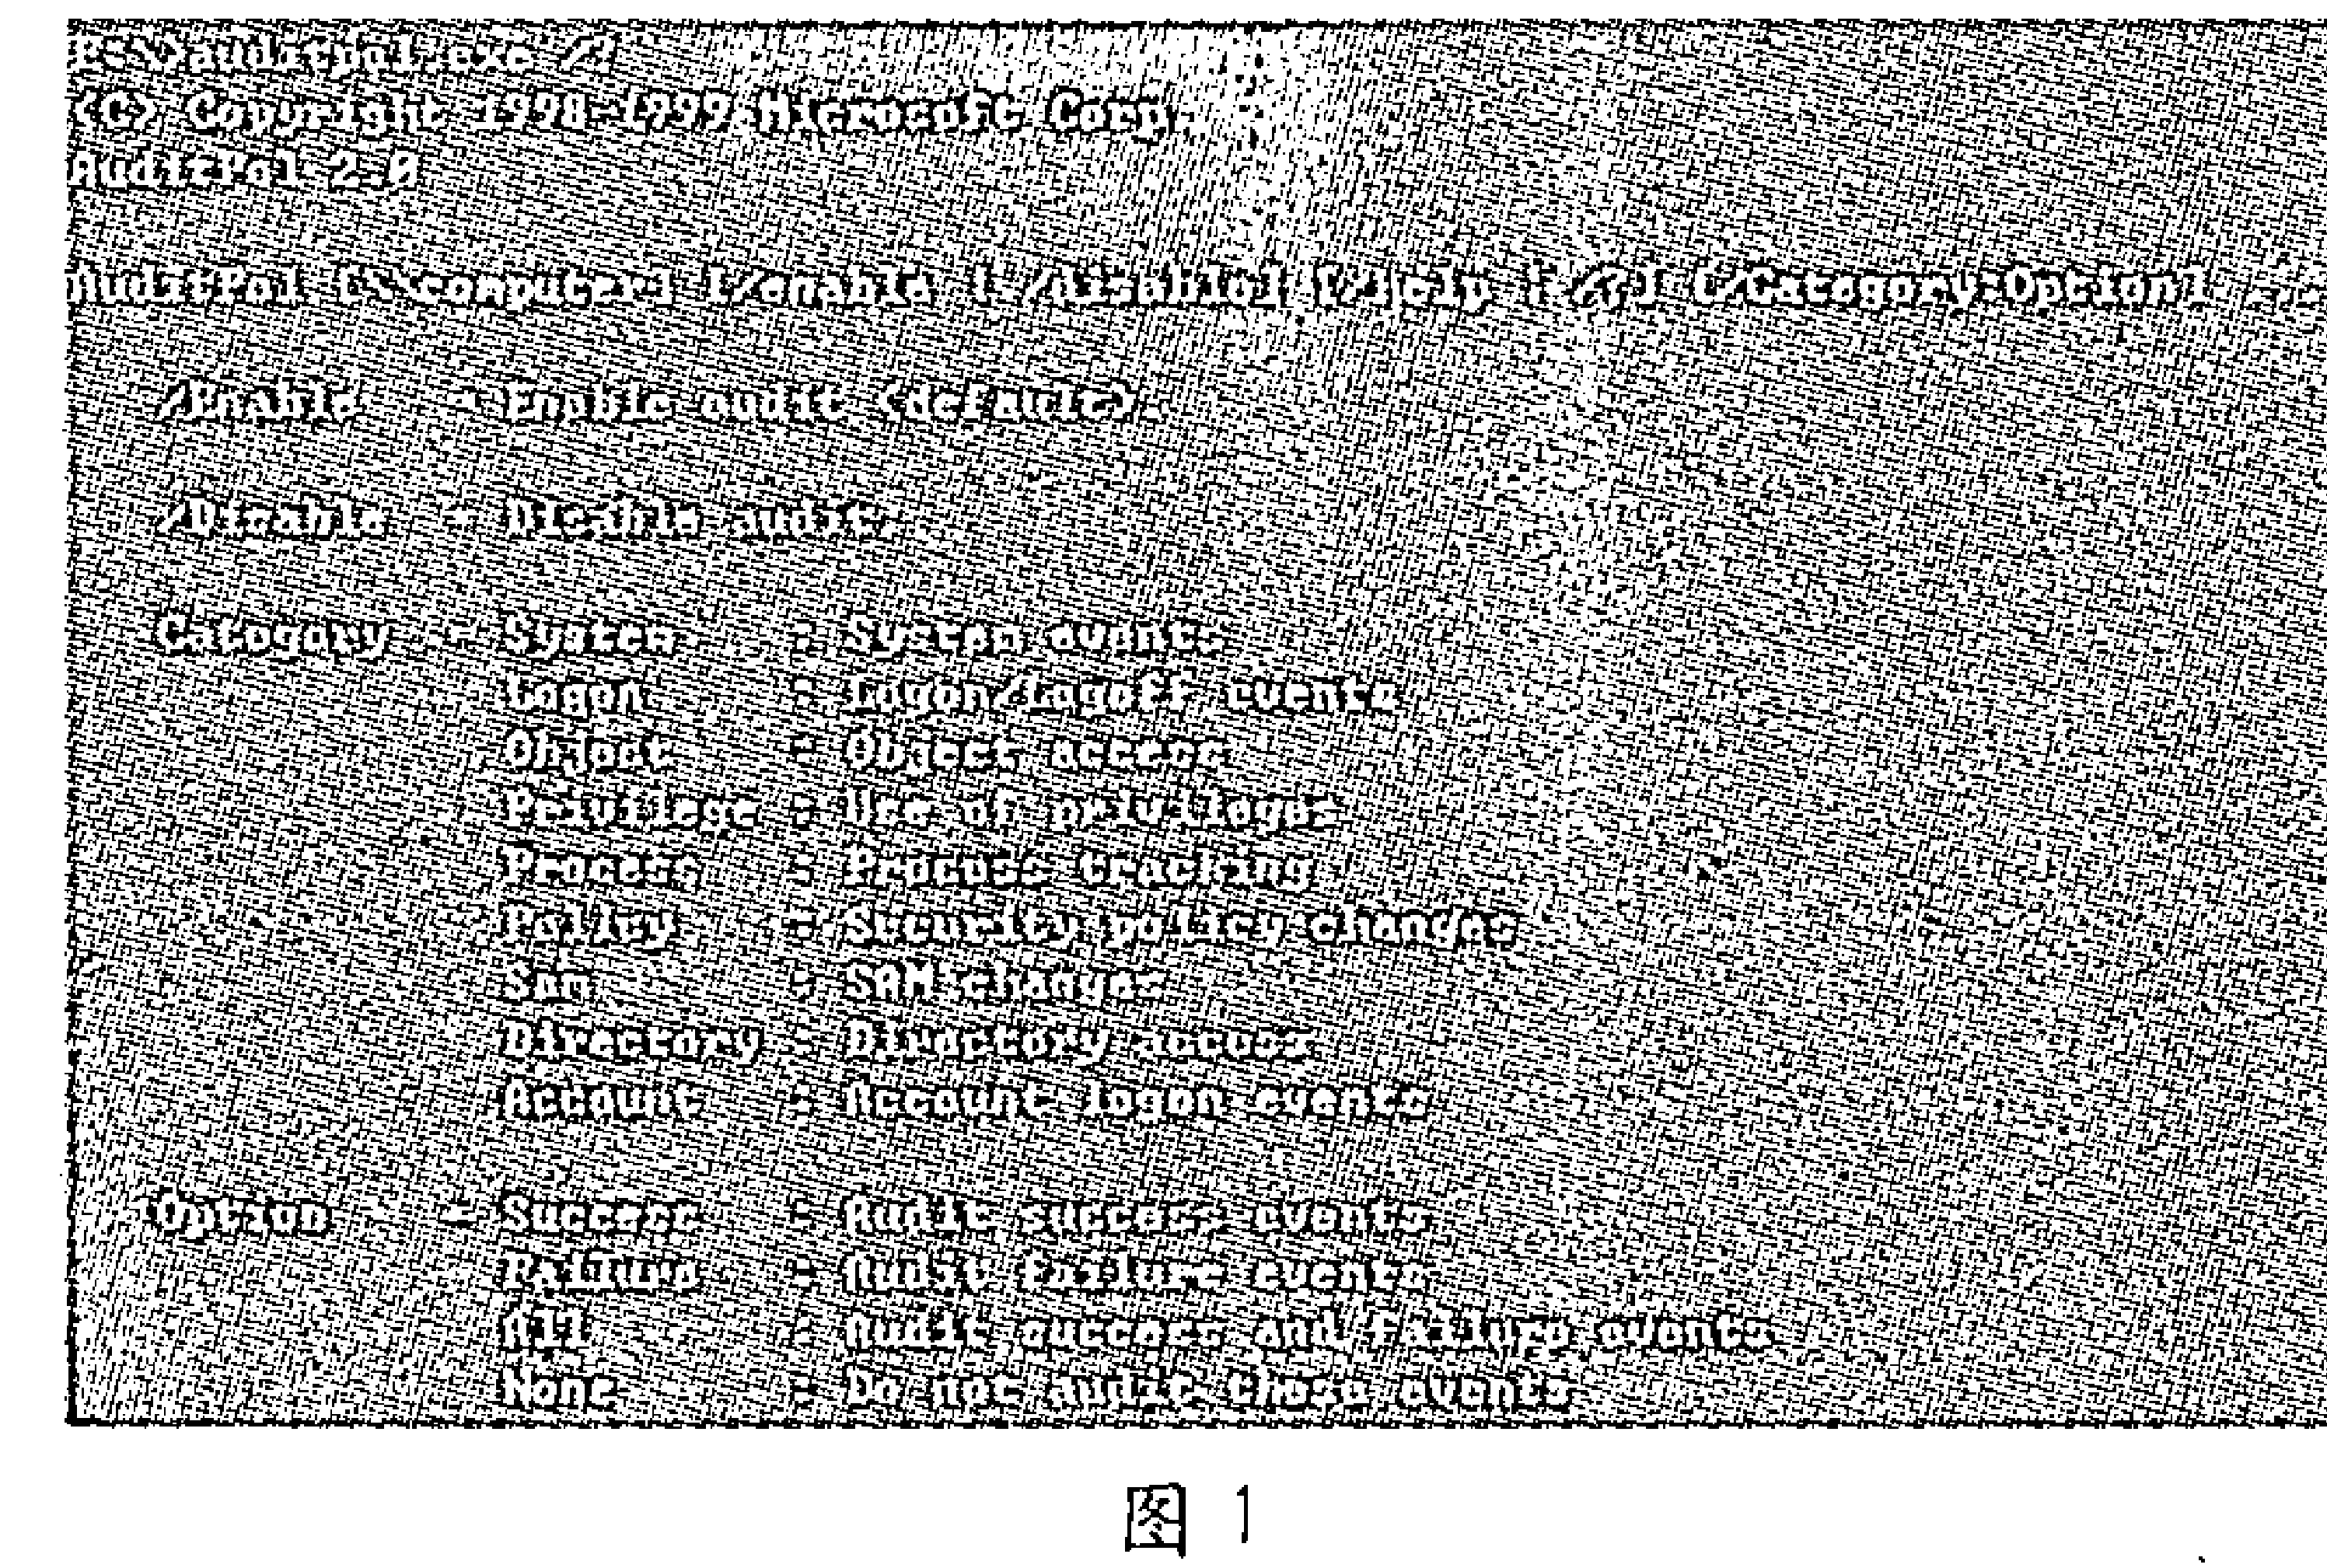 auditpol.exe /?
(C) Copyright 1998-1999 Microsoft Corp.
AuditPol 2.0
AuditPol [\\computer] [/enable | /disable] [/help | /?] [/Category:Option] ...
/Enable = Enable audit (default).
/Disable = Disable audit.
Category = System : System events
Logon : Logon/Logoff events
Object : Object access
Privilege : Use of privileges
Process : Process tracking
Policy : Security policy changes
Sam : SAM changes
Directory : Directory access
Account : Account logon events
Option = Success : Audit success events
Failure : Audit failure events
All : Audit success and failure events
None : Do not audit these events
图 1